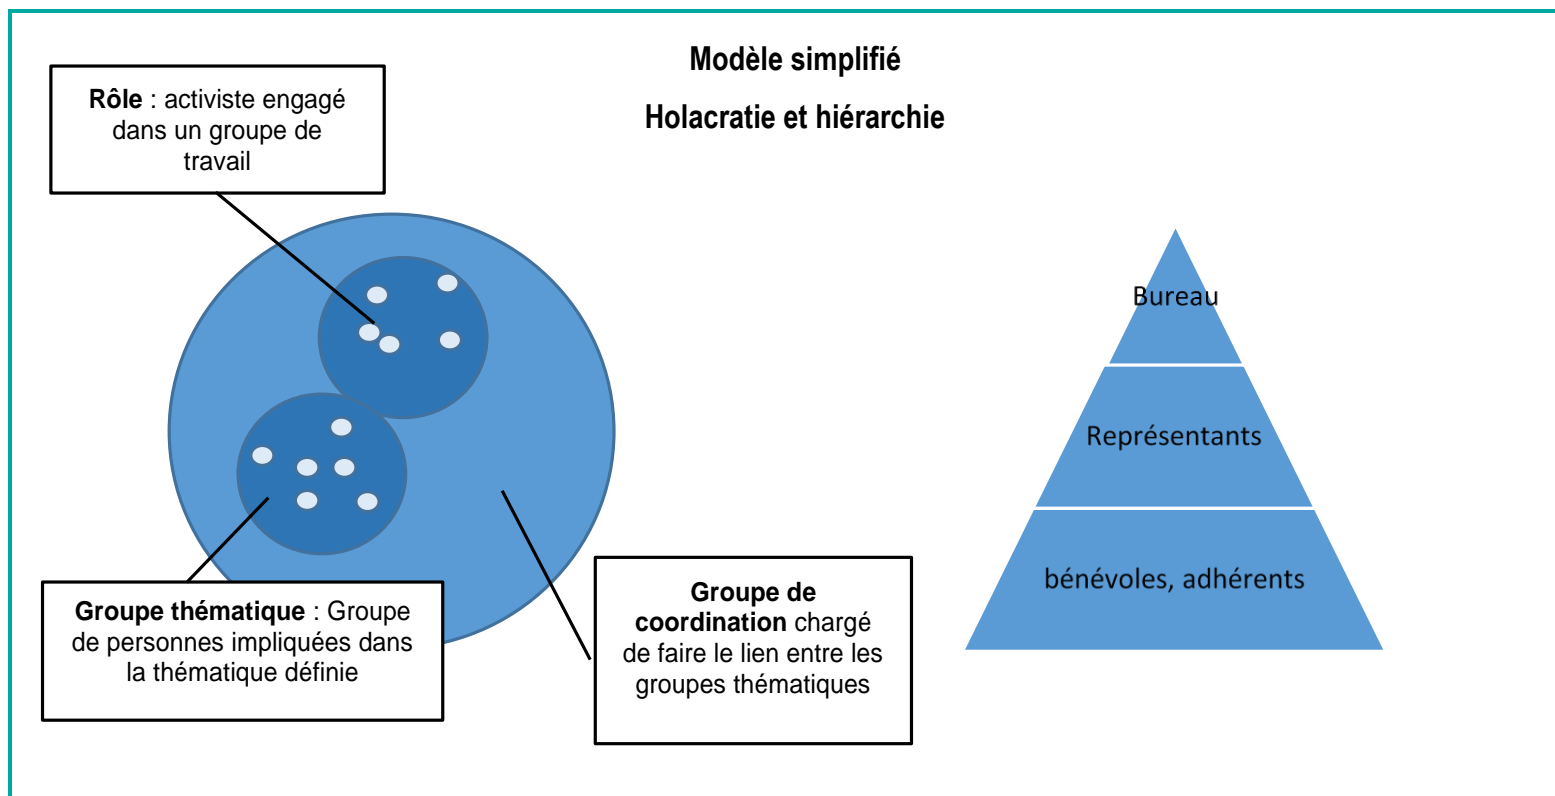 Modèle simplifié
Holacratie et hiérarchie
Rôle : activiste engagé
dans un groupe de
travail
Bureau
Représentants
bénévoles, adhérents
Groupe thématique : Groupe
de personnes impliquées dans
la thématique définie
Groupe de
coordination chargé
de faire le lien entre les
groupes thématiques